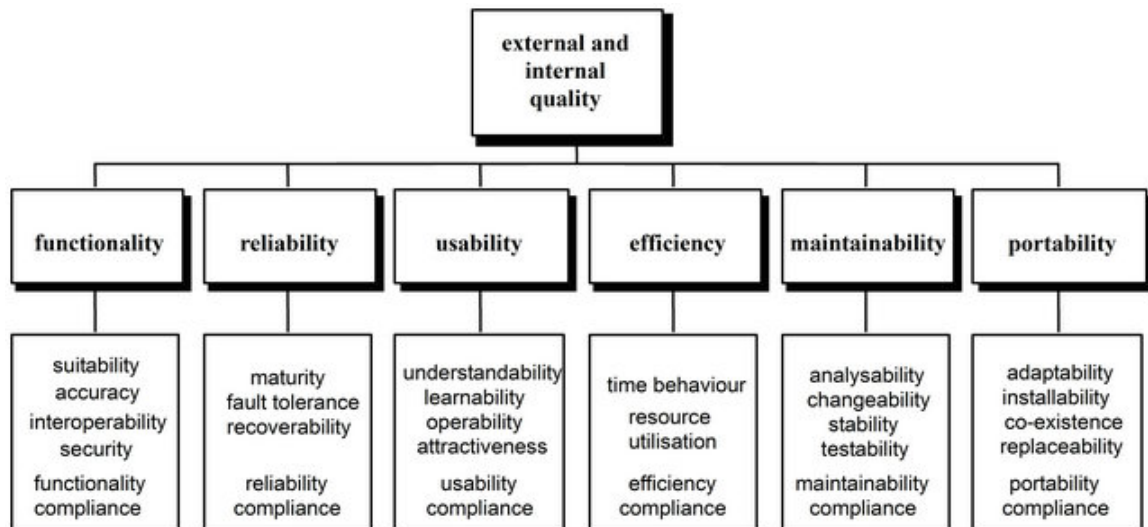 external and
internal
quality
functionality
reliability
usability
efficiency
maintainability
portability
suitability
accuracy
interoperability
security
functionality
compliance
maturity
fault tolerance
recoverability
reliability
compliance
understandability
learnability
operability
attractiveness
usability
compliance
time behaviour
resource
utilisation
efficiency
compliance
analysability
changeability
stability
testability
maintainability
compliance
adaptability
installability
co-existence
replaceability
portability
compliance